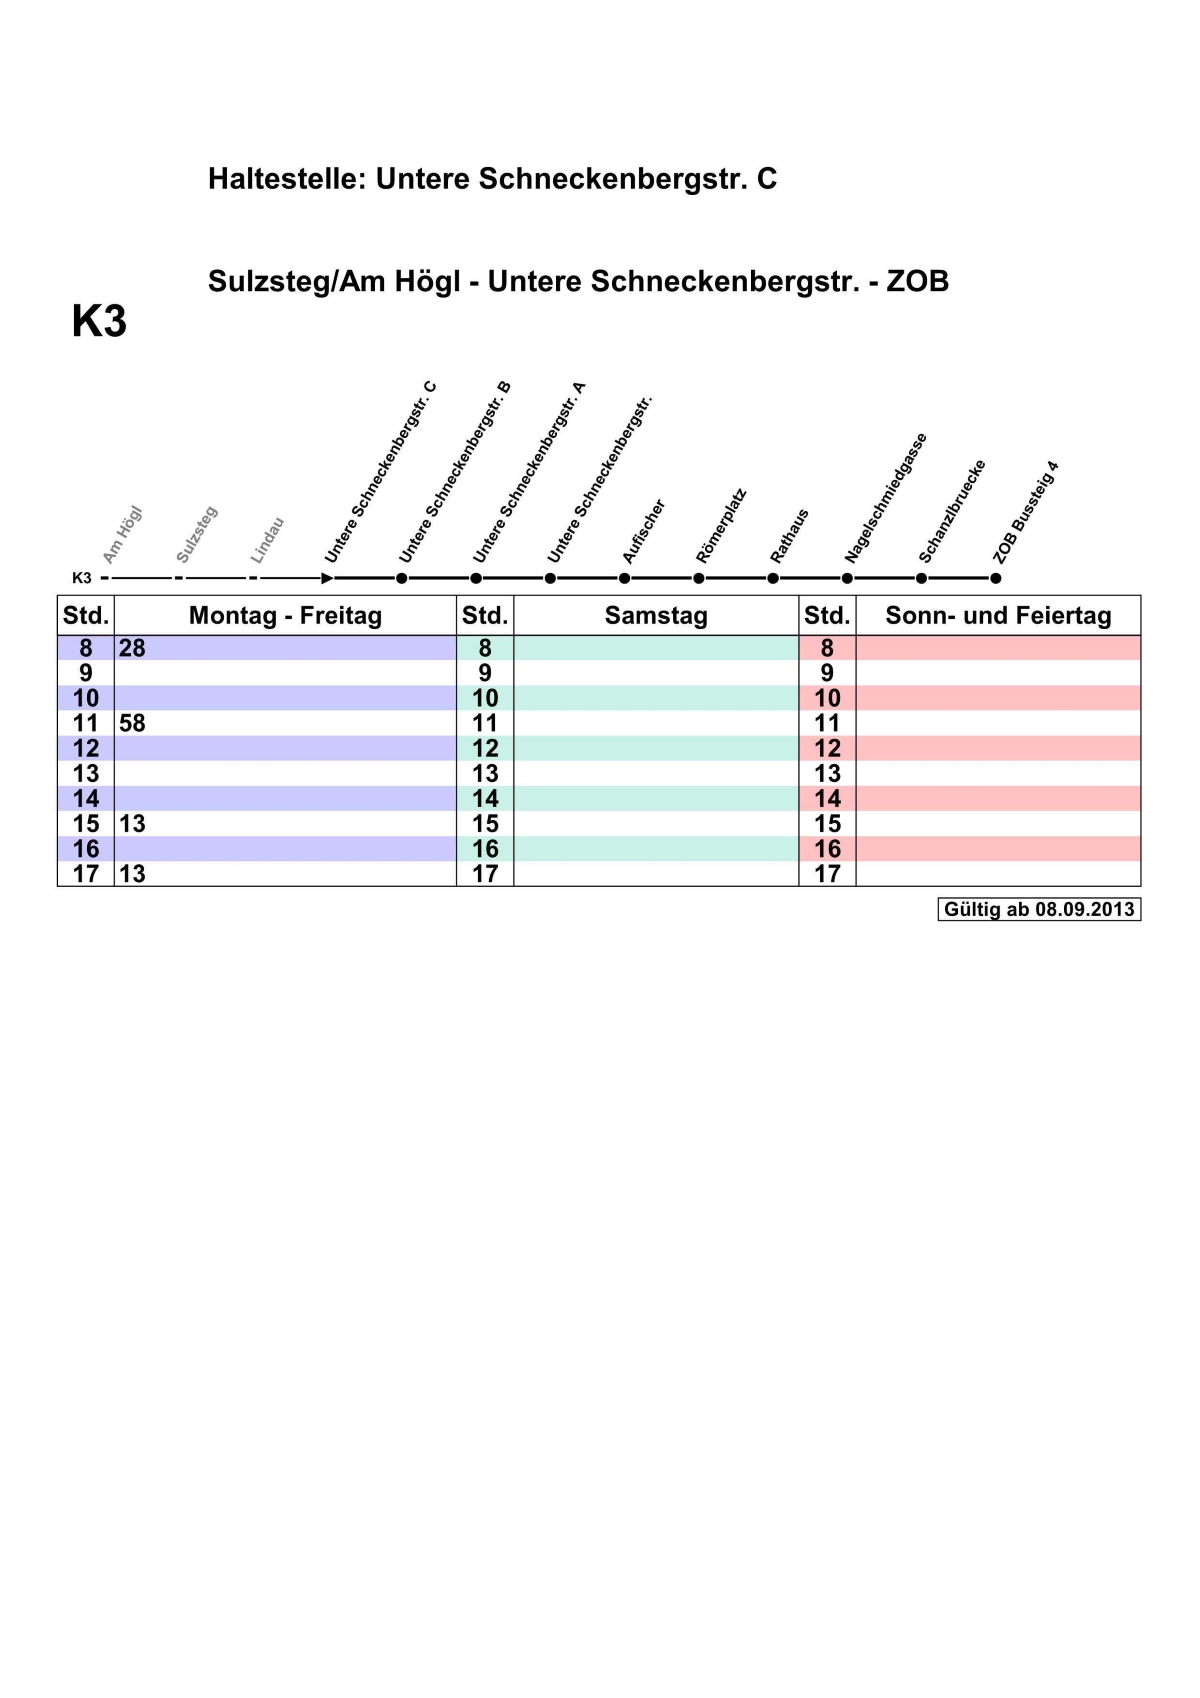 Haltestelle: Untere Schneckenbergstr. C
Sulzsteg/Am Högl - Untere Schneckenbergstr. - ZOB
K3
Am Högl
Sulzsteg
Lindau
Untere Schneckenbergstr. C
Untere Schneckenbergstr. B
Untere Schneckenbergstr. A
Untere Schneckenbergstr.
Aufischer
Römerplatz
Rathaus
Nagelschmiedgasse
Schanzlbruecke
ZOB Bussteig 4
K3
Std. Montag - Freitag Std. Samstag Std. Sonn- und Feiertag
8 28 8 8
9 9 9
10 10 10
11 58 11 11
12 12 12
13 13 13
14 14 14
15 13 15 15
16 16 16
17 13 17 17
Gültig ab 08.09.2013